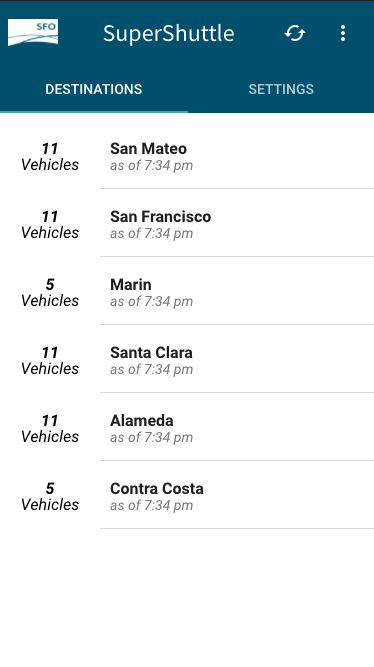 SFO
SuperShuttle
DESTINATIONS
SETTINGS
11
Vehicles
San Mateo
as of 7:34 pm
11
Vehicles
San Francisco
as of 7:34 pm
5
Vehicles
Marin
as of 7:34 pm
11
Vehicles
Santa Clara
as of 7:34 pm
11
Vehicles
Alameda
as of 7:34 pm
5
Vehicles
Contra Costa
as of 7:34 pm